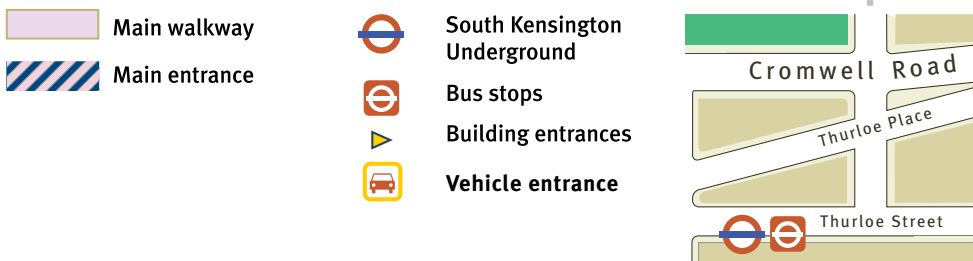 Main walkway
Main entrance
South Kensington
Underground
Bus stops
Building entrances
Vehicle entrance
Cromwell Road
Thurloe Place
Thurloe Street